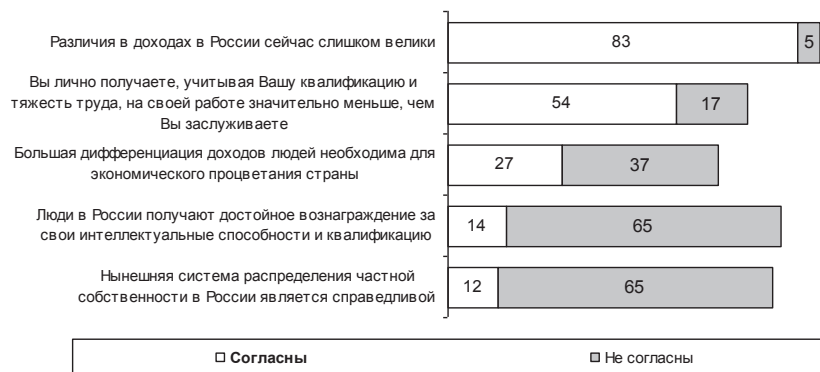 Различия в доходах в России сейчас слишком велики
83
5
Вы лично получаете, учитывая Вашу квалификацию и
тяжесть труда, на своей работе значительно меньше, чем
Вы заслуживаете
54
17
Большая дифференциация доходов людей необходима для
экономического процветания страны
27
37
Люди в России получают достойное вознаграждение за
свои интеллектуальные способности и квалификацию
14
65
Нынешняя система распределения частной
собственности в России является справедливой
12
65
Согласны
Не согласны